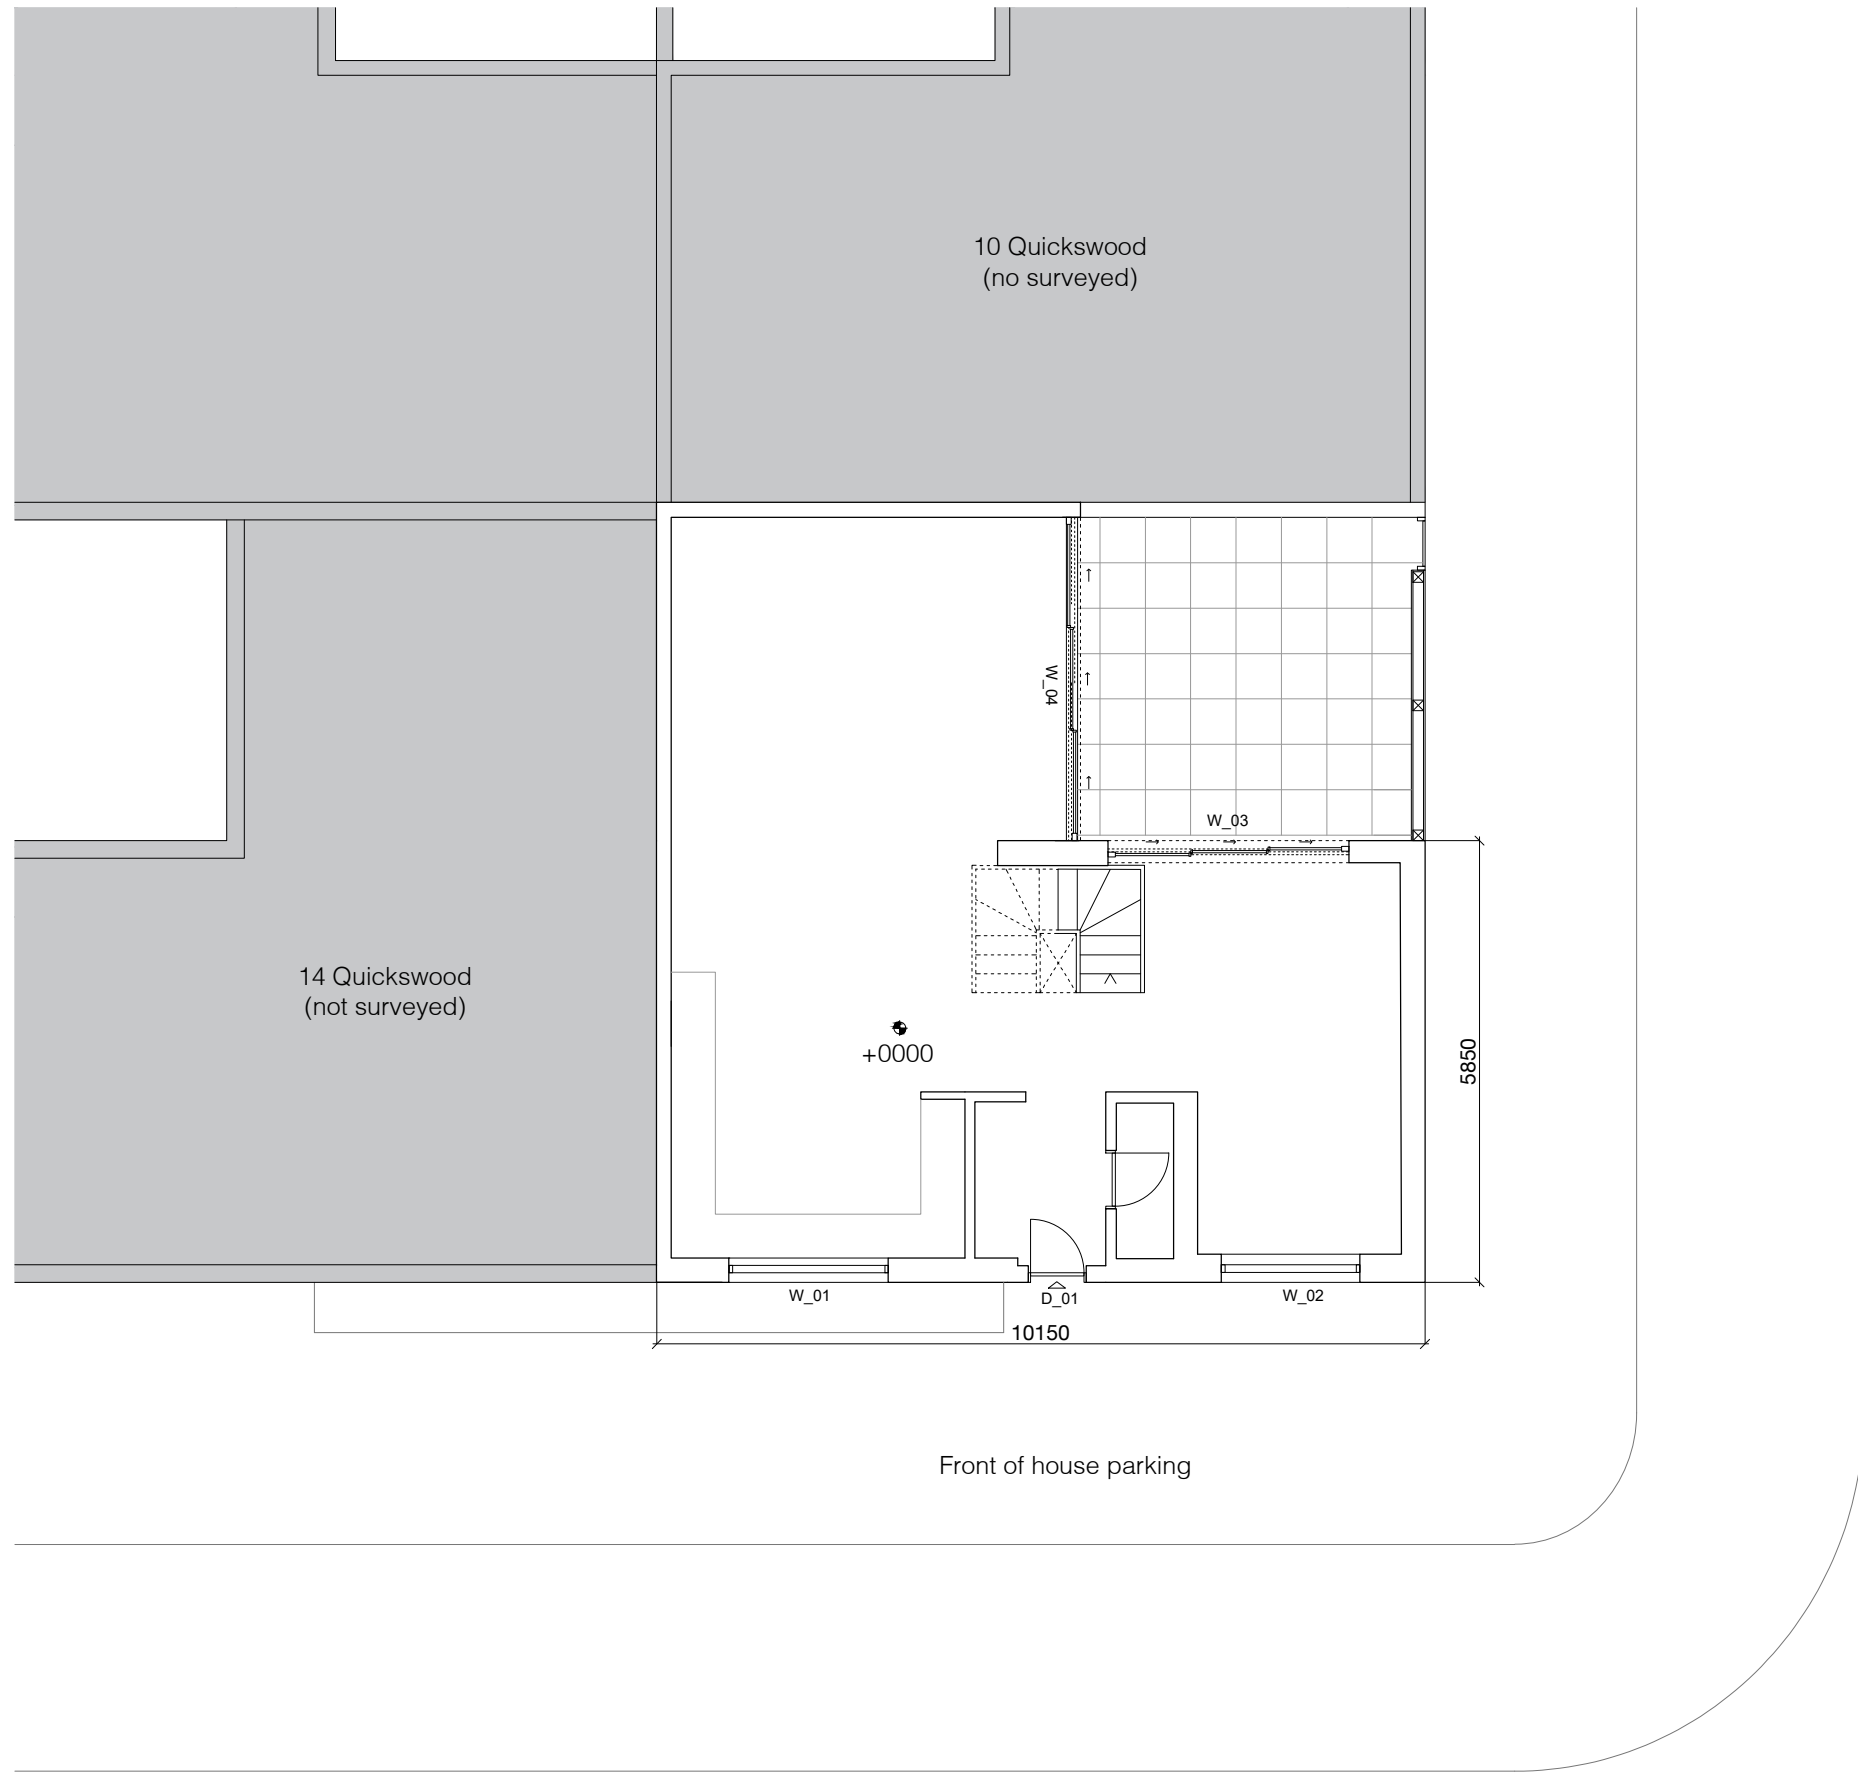 10 Quickswood
(no surveyed)
W_04
W_03
14 Quickswood
(not surveyed)
+0000
5850
W_01
D_01
W_02
10150
Front of house parking